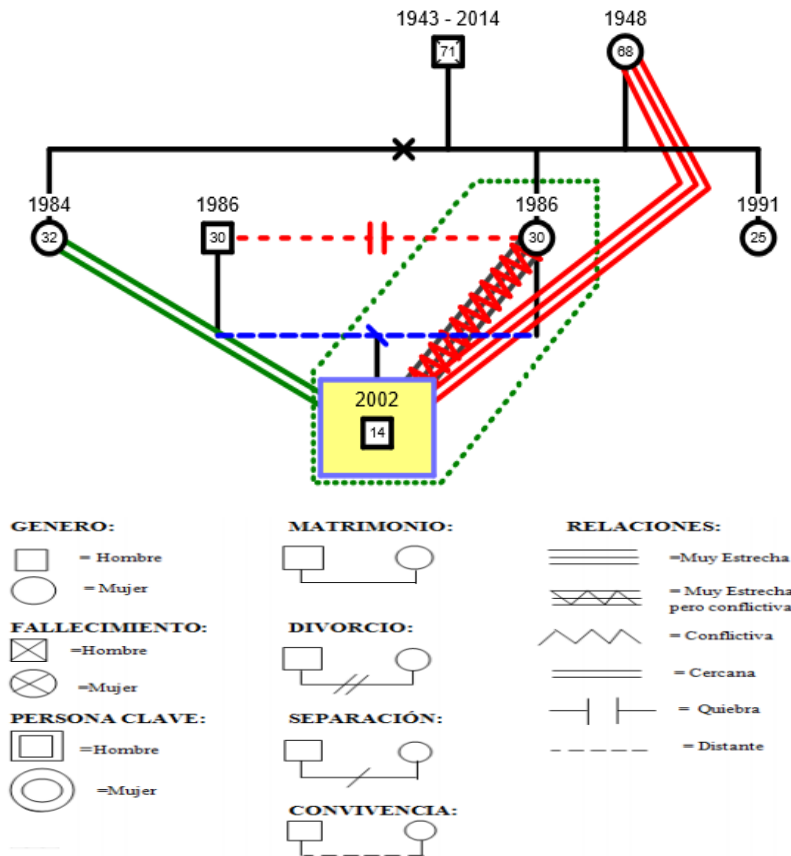 1943 - 2014 1948
71 68
1984 1986 1986 1991
32 30 30 25
2002
14
GENERO: MATRIMONIO: RELACIONES:
= Hombre =Muy Estrecha
= Mujer = Muy Estrecha
pero conflictiva
FALLECIMIENTO: DIVORCIO: = Conflictiva
=Hombre = Cercana
=Mujer
PERSONA CLAVE: SEPARACIÓN: = Quiebra
=Hombre = Distante
=Mujer
CONVIVENCIA: